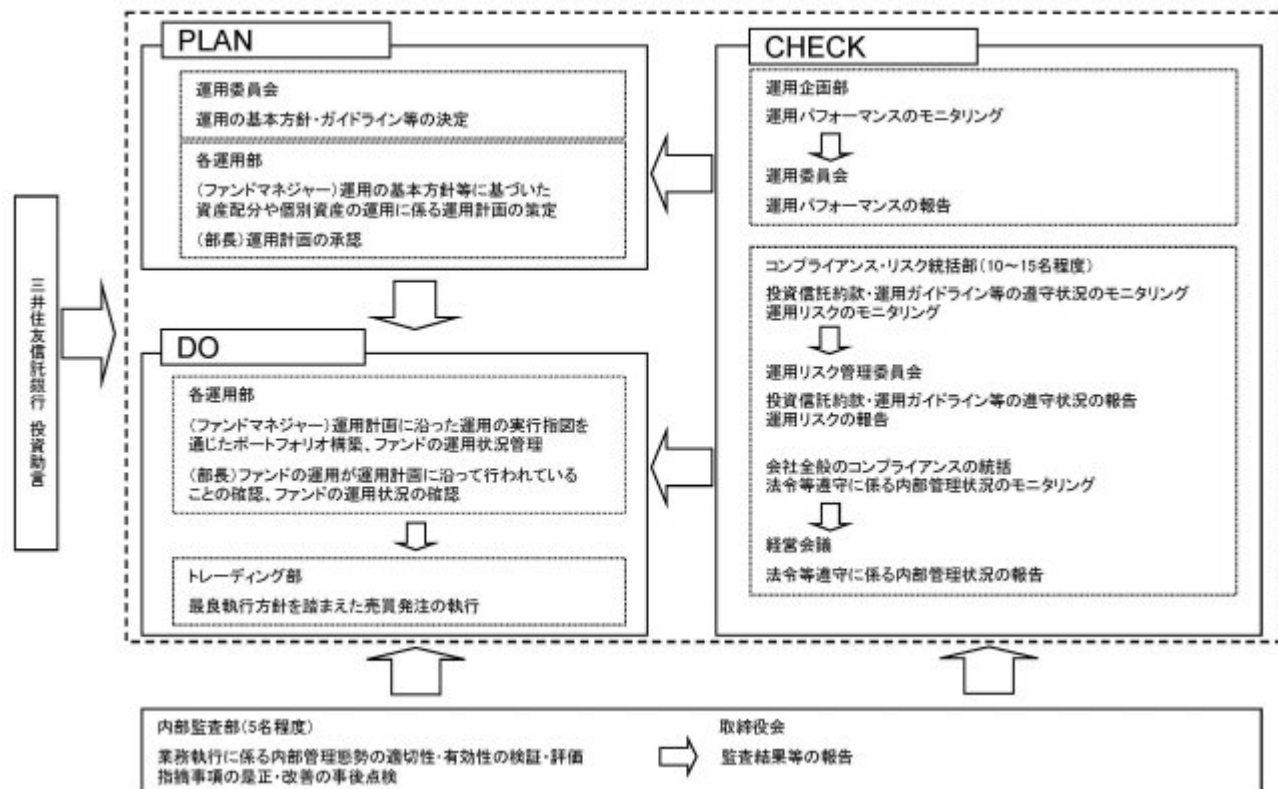 三井住友信託銀行 投資助言
PLAN
運用委員会
運用の基本方針・ガイドライン等の決定
各運用部
(ファンドマネジャー)運用の基本方針等に基づいた
資産配分や個別資産の運用に係る運用計画の策定
(部長)運用計画の承認
DO
各運用部
(ファンドマネジャー)運用計画に沿った運用の実行指図を
通じたポートフォリオ構築、ファンドの運用状況管理
(部長)ファンドの運用が運用計画に沿って行われている
ことの確認、ファンドの運用状況の確認
トレーディング部
最良執行方針を踏まえた売買発注の執行
CHECK
運用企画部
運用パフォーマンスのモニタリング
運用委員会
運用パフォーマンスの報告
コンプライアンス・リスク統括部(10~15名程度)
投資信託約款・運用ガイドライン等の遵守状況のモニタリング
運用リスクのモニタリング
運用リスク管理委員会
投資信託約款・運用ガイドライン等の遵守状況の報告
運用リスクの報告
会社全般のコンプライアンスの統括
法令等遵守に係る内部管理状況のモニタリング
経営会議
法令等遵守に係る内部管理状況の報告
内部監査部(5名程度)
業務執行に係る内部管理態勢の適切性・有効性の検証・評価
指摘事項の是正・改善の事後点検
取締役会
監査結果等の報告